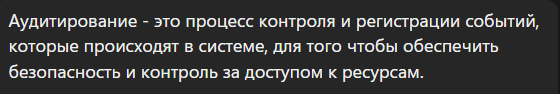 Аудитирование - это процесс контроля и регистрации событий,
которые происходят в системе, для того чтобы обеспечить
безопасность и контроль за доступом к ресурсам.